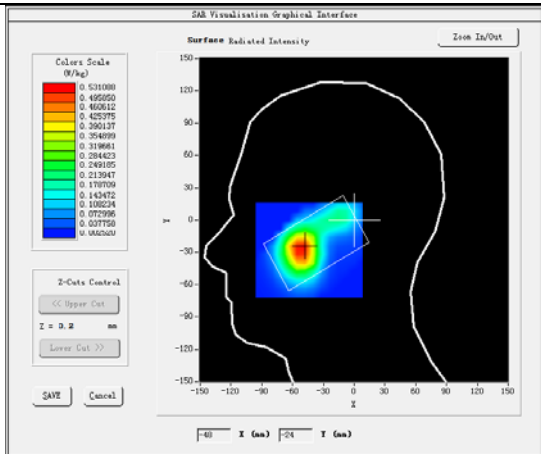 SAR Visualisation Graphical Interface
Surface Radiated Intensity
Zoom In/Out
Colors Scale
(W/kg)
0.531088
0.495850
0.460612
0.425375
0.390137
0.354899
0.319661
0.284423
0.249185
0.213947
0.178709
0.143472
0.108234
0.072996
0.037758
0.002520
150
120
90
60
30
0
-30
-60
-90
-120
-150
Y
-150 -120 -90 -60 -30 0 30 60 90 120 150
X
Z-Cuts Control
<< Upper Cut
Z = 3.2 mm
Lower Cut >>
SAVE Cancel
-48 X (mm) -24 Y (mm)